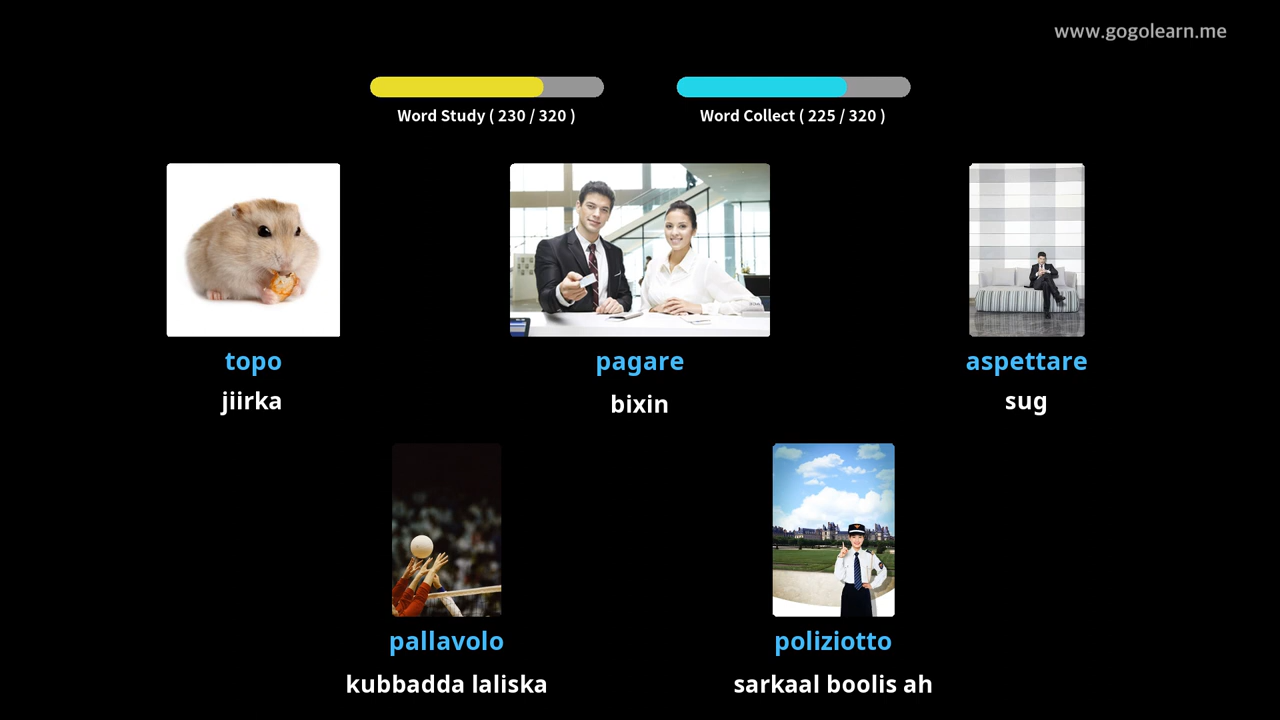 www.gogolearn.me
Word Study ( 230 / 320 )
Word Collect ( 225 / 320 )
topo
pagare
aspettare
jiirka
bixin
sug
pallavolo
poliziotto
kubbadda laliska
sarkaal boolis ah